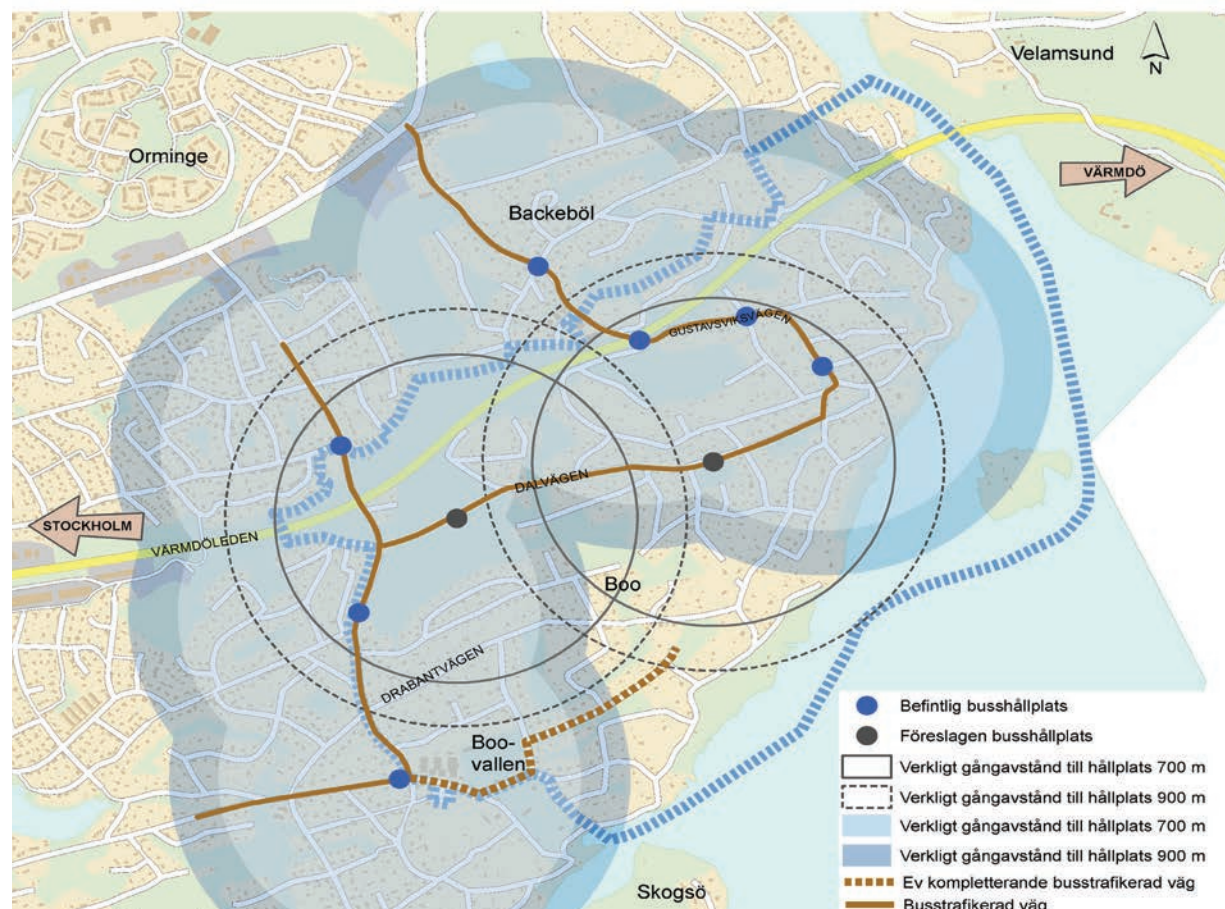 Velamsund
N
Orminge
VÄRMDÖ
Backeböl
GUSTAVSVIKSVÄGEN
DALVÄGEN
STOCKHOLM
VÄRMDÖLEDEN
Boo
DRABANTVÄGEN
Boo-
vallen
Skogsö
Befintlig busshållplats
Föreslagen busshållplats
Verkligt gångavstånd till hållplats 700 m
Verkligt gångavstånd till hållplats 900 m
Verkligt gångavstånd till hållplats 700 m
Verkligt gångavstånd till hållplats 900 m
Ev kompletterande busstrafikerad väg
Busstrafikerad väg